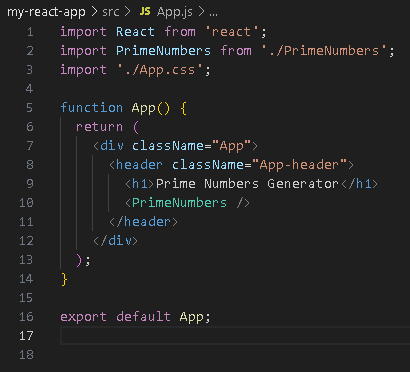 my-react-app > src > JS App.js > ...
1 import React from 'react';
2 import PrimeNumbers from './PrimeNumbers';
3 import './App.css';
4
5 function App() {
6   return (
7     <div className="App">
8       <header className="App-header">
9         <h1>Prime Numbers Generator</h1>
10         <PrimeNumbers />
11       </header>
12     </div>
13   );
14 }
15
16 export default App;
17
18